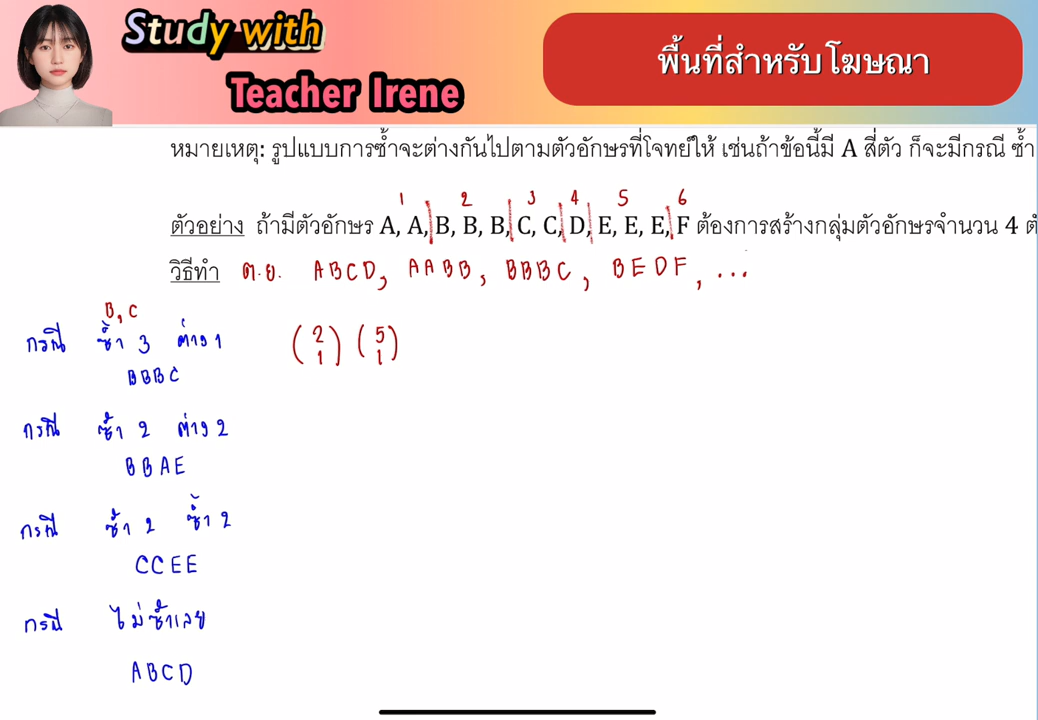 Study with
Teacher Irene
พื้นที่สำหรับโฆษณา
หมายเหตุ: รูปแบบการซ้ำจะต่างกันไปตามตัวอักษรที่โจทย์ให้ เช่นถ้าข้อนี้มี A สี่ตัว ก็จะมีกรณี ซ้ำ
1 2 3 4 5 6
ตัวอย่าง ถ้ามีตัวอักษร A, A, B, B, B, C, C, D, E, E, E, F ต้องการสร้างกลุ่มตัวอักษรจำนวน 4
วิธีทำ ต.ย. ABCD, AABB, BBBC, BEDF, ...
B, C
กรณี ซ้ำ 3 ต่าง 1 (2 1) (5 1)
BBBC
กรณี ซ้ำ 2 ต่าง 2
BBAE
กรณี ซ้ำ 2 ซ้ำ 2
CCEE
กรณี ไม่ซ้ำเลย
ABCD